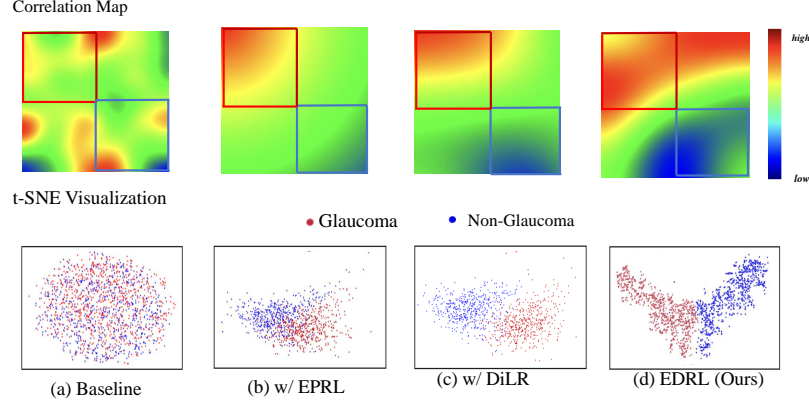 Correlation Map
high
low
t-SNE Visualization
Glaucoma
Non-Glaucoma
(a) Baseline
(b) w/ EPRL
(c) w/ DiLR
(d) EDRL (Ours)